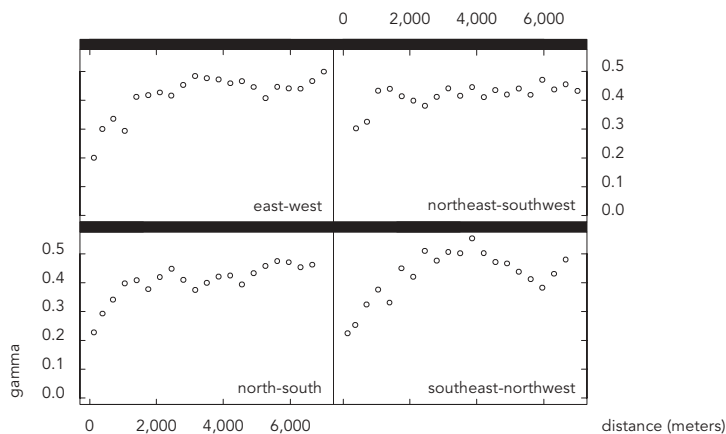 0 2,000 4,000 6,000
0.5
0.4
0.3
0.2
0.1
0.0
east-west
northeast-southwest
0.5
0.4
0.3
0.2
0.1
0.0
gamma
north-south
southeast-northwest
0 2,000 4,000 6,000
distance (meters)